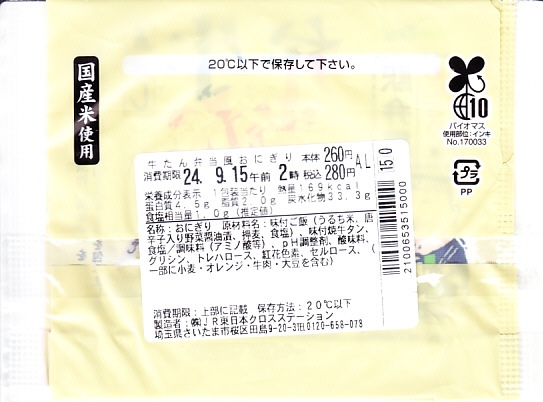 20℃以下で保存して下さい。
国産米使用
10
バイオマス
使用部位:インキ
No.170033
プラ
PP
牛たん弁当風おにぎり 本体 260円
消費期限 24. 9.15午前 2時 税込 280円
AL
150
栄養成分表示 1包装当たり 熱量169kcal
蛋白質4.5g 脂質2.0g 炭水化物33.3g
食塩相当量1.0g(推定値)
名称:おにぎり 原材料名:味付ご飯(うるち米、唐
辛子入り野菜醤油漬、押麦、食塩)、味付焼牛タン、
食塩/調味料(アミノ酸等)、pH調整剤、酸味料、
グリシン、トレハロース、紅花色素、セルロース、(
一部に小麦・オレンジ・牛肉・大豆を含む)
消費期限:上部に記載 保存方法:20℃以下
製造者:㈱JR東日本クロスステーション
埼玉県さいたま市桜区田島9-20-3℡0120-658-078
2100653515000